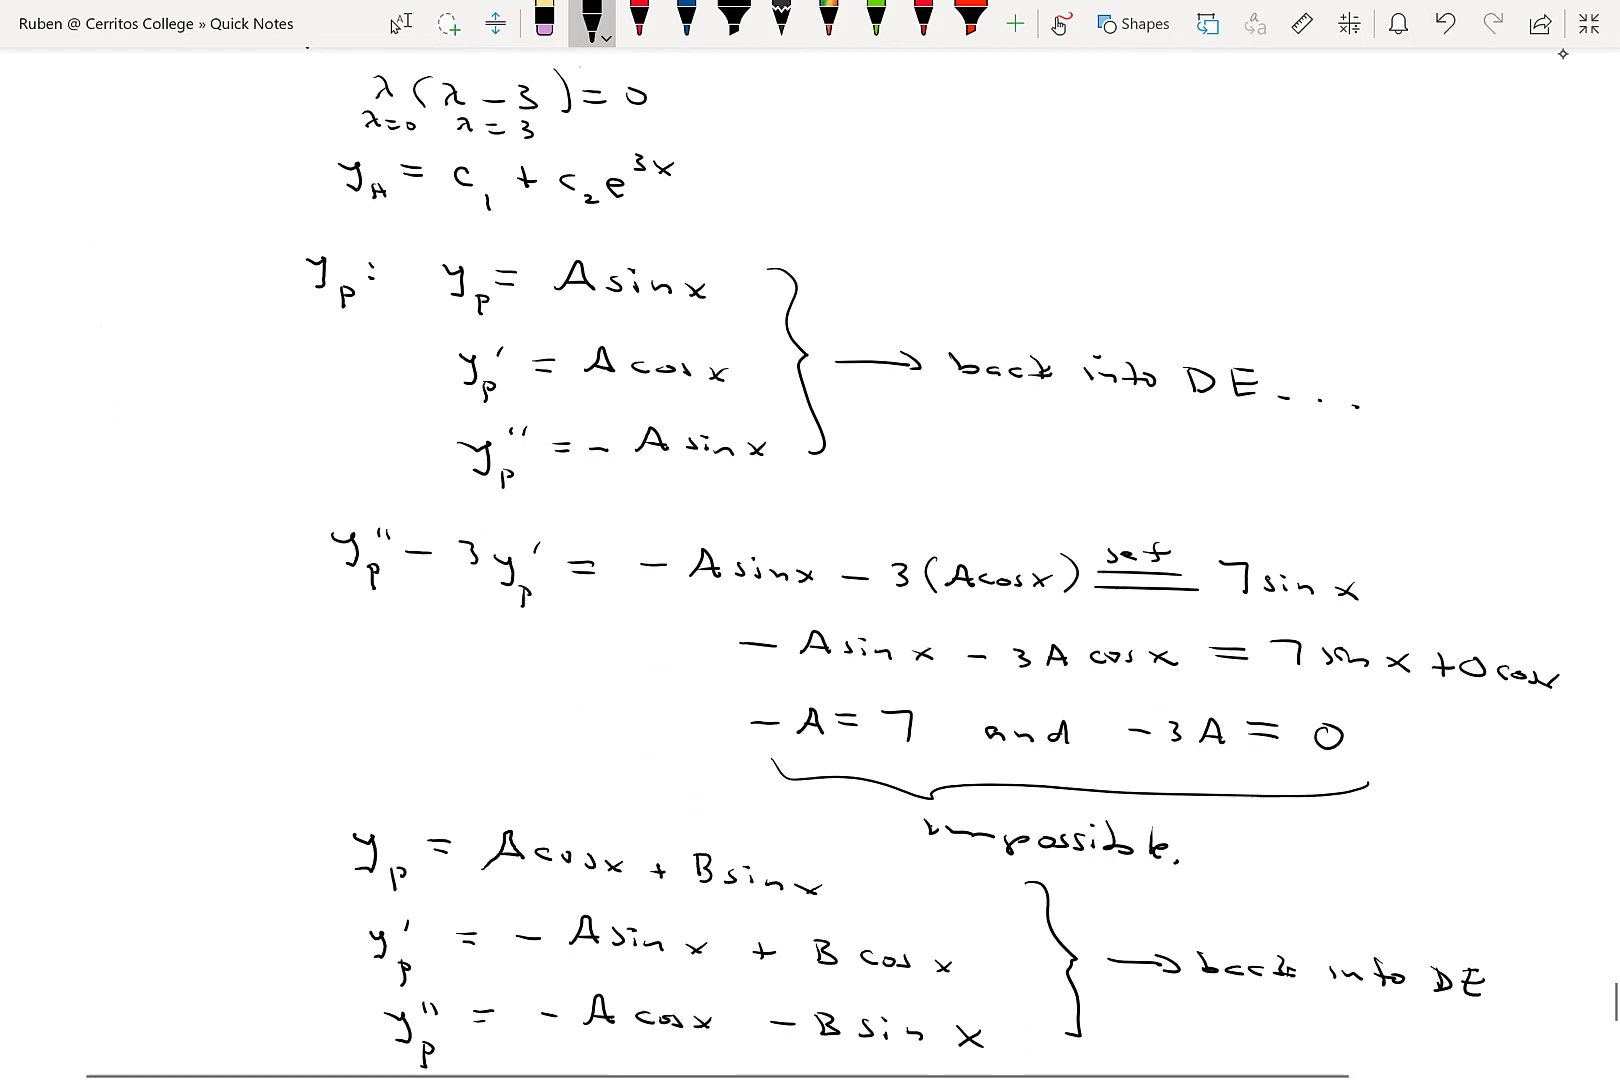 Ruben @ Cerritos College » Quick Notes
Shapes
λ(λ - 3) = 0
λ=0 λ=3
y_H = c_1 + c_2 e^{3x}
y_p: y_p = A sin x
y_p' = A cos x
y_p'' = - A sin x
→ back into DE...
y_p'' - 3y_p' = - A sin x - 3(A cos x) set = 7 sin x
- A sin x - 3A cos x = 7 sin x + 0 cos x
- A = 7 and - 3A = 0
impossible.
y_p = A cos x + B sin x
y_p' = - A sin x + B cos x
y_p'' = - A cos x - B sin x
→ back into DE